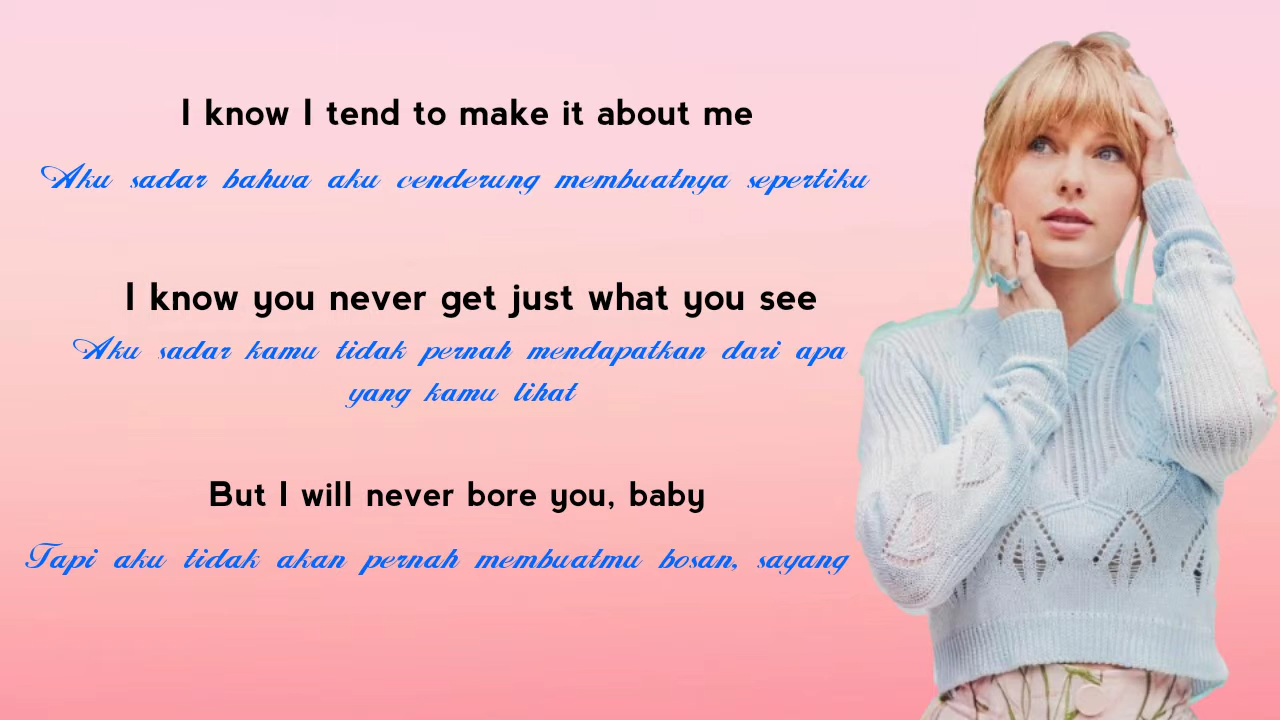 I know I tend to make it about me
Aku sadar bahwa aku cenderung membuatnya sepertiku
I know you never get just what you see
Aku sadar kamu tidak pernah mendapatkan dari apa
yang kamu lihat
But I will never bore you, baby
Tapi aku tidak akan pernah membuatmu bosan, sayang